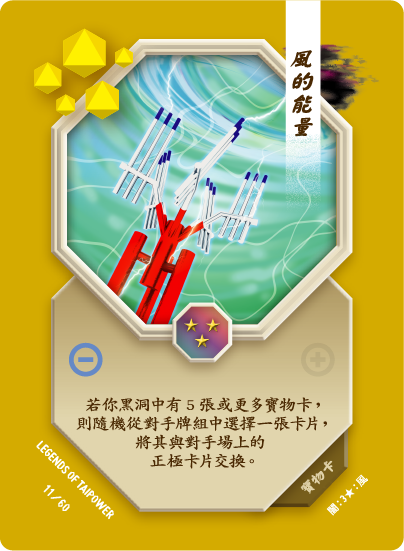 風的能量
若你黑洞中有 5 張或更多寶物卡，
則隨機從對手牌組中選擇一張卡片，
將其與對手場上的
正極卡片交換。
寶物卡
LEGENDS OF TAIPOWER
11/60
闇:3★:風